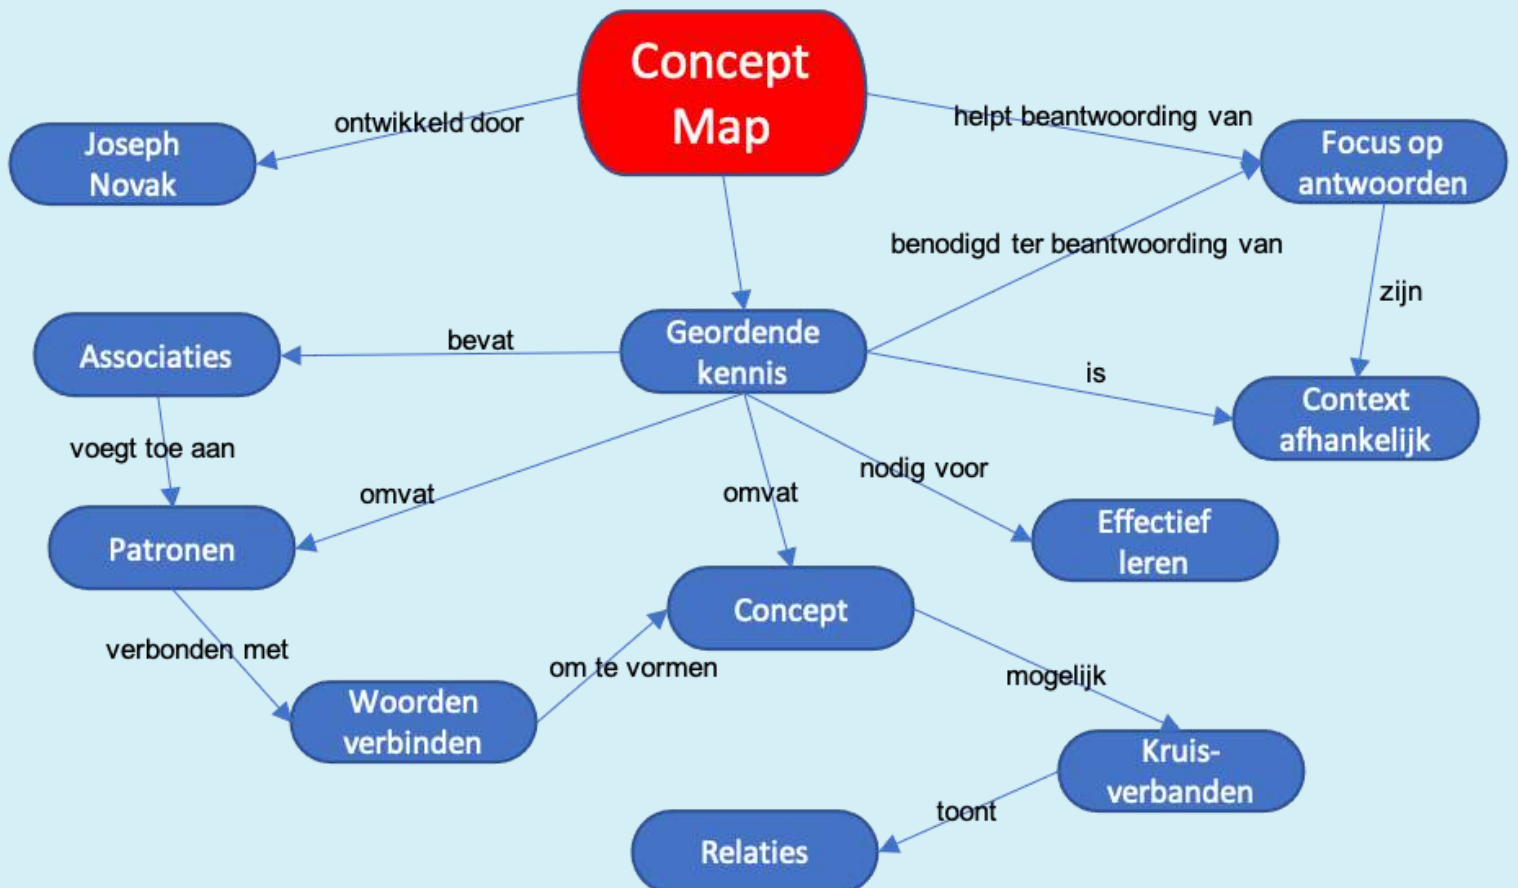 Concept
Map
ontwikkeld door
helpt beantwoording van
Joseph
Novak
Focus op
antwoorden
benodigd ter beantwoording van
zijn
Geordende
kennis
bevat
Associaties
is
Context
afhankelijk
voegt toe aan
omvat
omvat
nodig voor
Effectief
leren
Patronen
Concept
verbonden met
om te vormen
mogelijk
Woorden
verbinden
Kruis-
verbanden
toont
Relaties